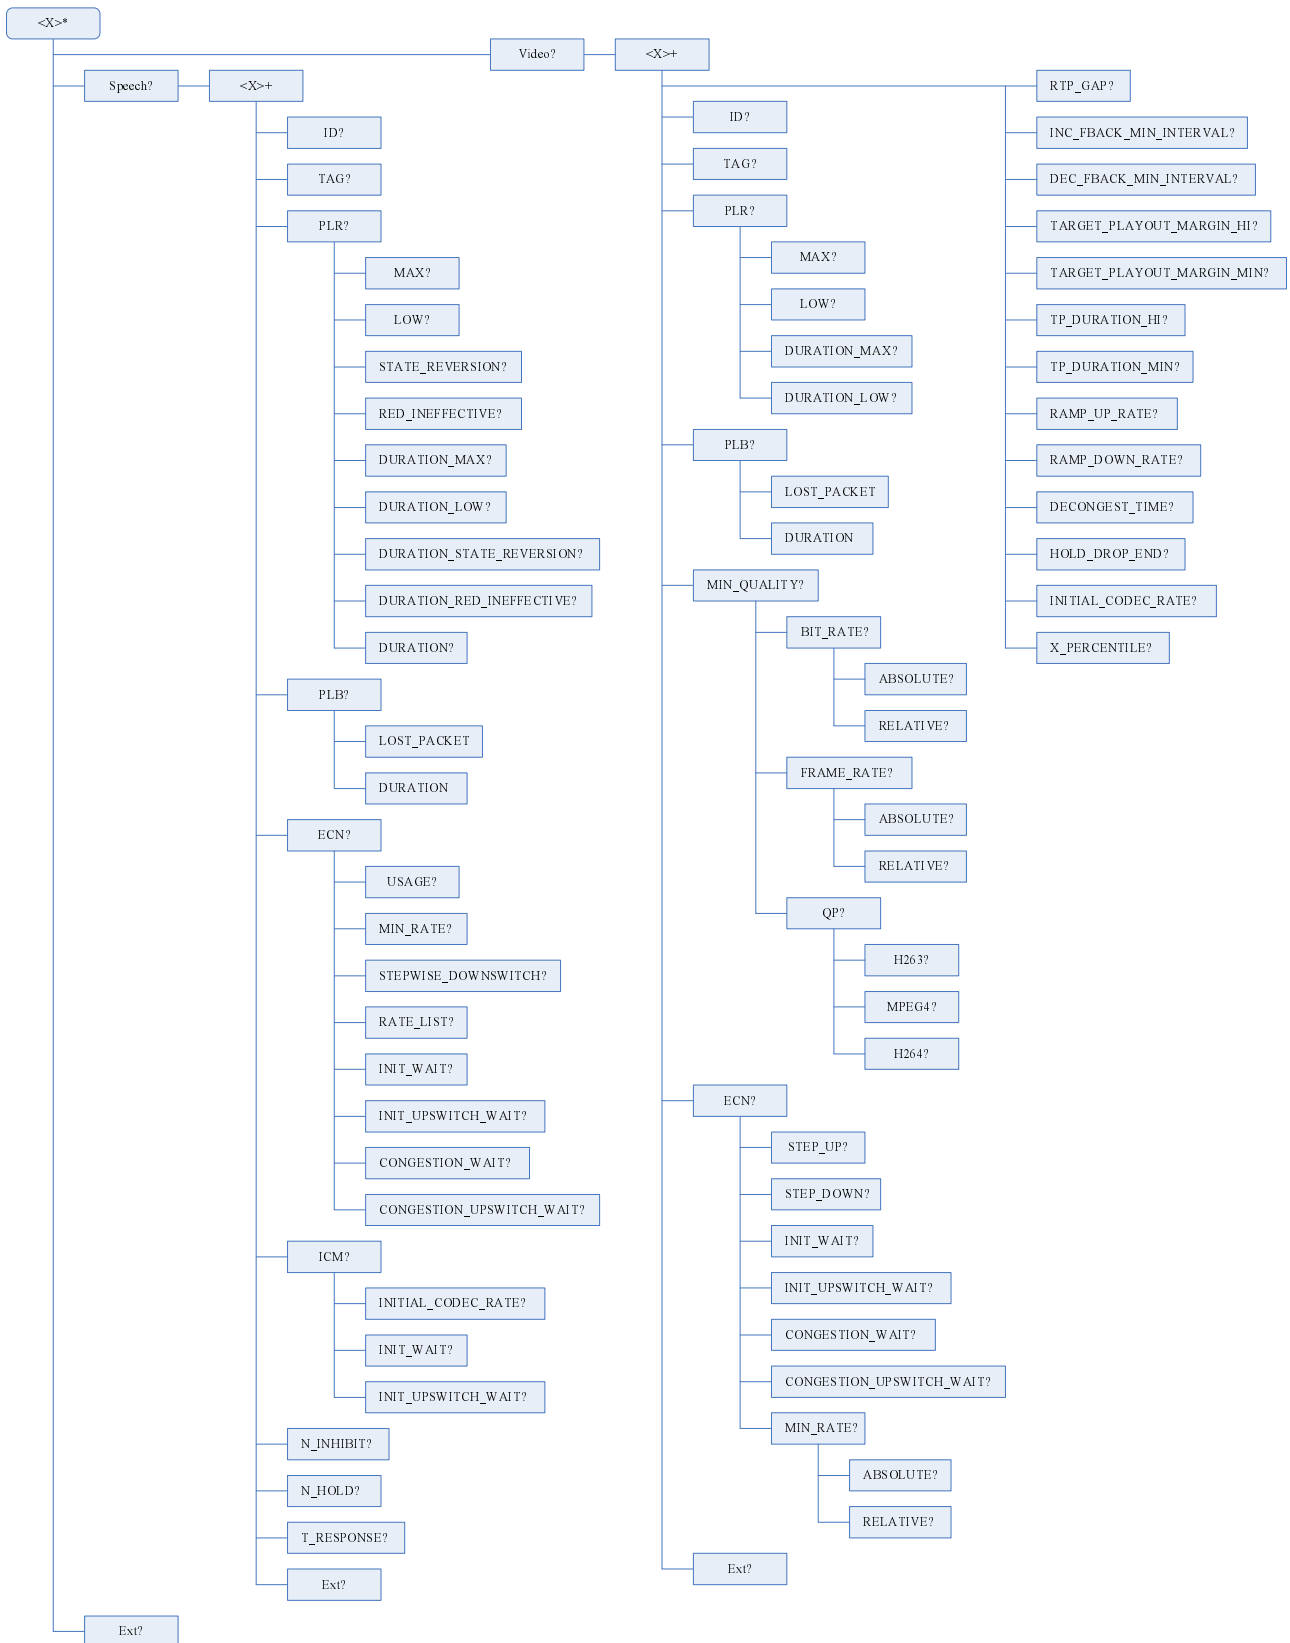 <X>*
Video?
<X>+
Speech?
<X>+
ID?
TAG?
PLR?
MAX?
LOW?
STATE_REVERSION?
RED_INEFFECTIVE?
DURATION_MAX?
DURATION_LOW?
DURATION_STATE_REVERSION?
DURATION_RED_INEFFECTIVE?
DURATION?
PLB?
LOST_PACKET
DURATION
ECN?
USAGE?
MIN_RATE?
STEPWISE_DOWNSWITCH?
RATE_LIST?
INIT_WAIT?
INIT_UPSWITCH_WAIT?
CONGESTION_WAIT?
CONGESTION_UPSWITCH_WAIT?
ICM?
INITIAL_CODEC_RATE?
INIT_WAIT?
INIT_UPSWITCH_WAIT?
N_INHIBIT?
N_HOLD?
T_RESPONSE?
Ext?
Ext?
ID?
TAG?
PLR?
MAX?
LOW?
DURATION_MAX?
DURATION_LOW?
PLB?
LOST_PACKET
DURATION
MIN_QUALITY?
BIT_RATE?
ABSOLUTE?
RELATIVE?
FRAME_RATE?
ABSOLUTE?
RELATIVE?
QP?
H263?
MPEG4?
H264?
ECN?
STEP_UP?
STEP_DOWN?
INIT_WAIT?
INIT_UPSWITCH_WAIT?
CONGESTION_WAIT?
CONGESTION_UPSWITCH_WAIT?
MIN_RATE?
ABSOLUTE?
RELATIVE?
Ext?
RTP_GAP?
INC_FBACK_MIN_INTERVAL?
DEC_FBACK_MIN_INTERVAL?
TARGET_PLAYOUT_MARGIN_HI?
TARGET_PLAYOUT_MARGIN_MIN?
TP_DURATION_HI?
TP_DURATION_MIN?
RAMP_UP_RATE?
RAMP_DOWN_RATE?
DECONGEST_TIME?
HOLD_DROP_END?
INITIAL_CODEC_RATE?
X_PERCENTILE?